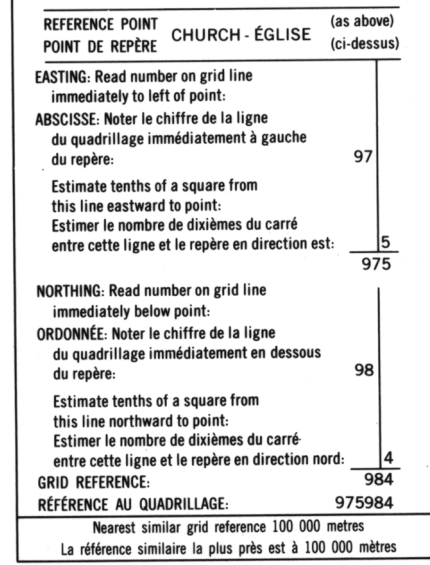 REFERENCE POINT CHURCH - ÉGLISE (as above)
POINT DE REPÈRE (ci-dessus)
EASTING: Read number on grid line
immediately to left of point:
ABSCISSE: Noter le chiffre de la ligne
du quadrillage immédiatement à gauche
du repère: 97
Estimate tenths of a square from
this line eastward to point:
Estimer le nombre de dixièmes du carré
entre cette ligne et le repère en direction est: 5
975
NORTHING: Read number on grid line
immediately below point:
ORDONNÉE: Noter le chiffre de la ligne
du quadrillage immédiatement en dessous
du repère: 98
Estimate tenths of a square from
this line northward to point:
Estimer le nombre de dixièmes du carré
entre cette ligne et le repère en direction nord: 4
GRID REFERENCE: 984
RÉFÉRENCE AU QUADRILLAGE: 975984
Nearest similar grid reference 100 000 metres
La référence similaire la plus près est à 100 000 mètres